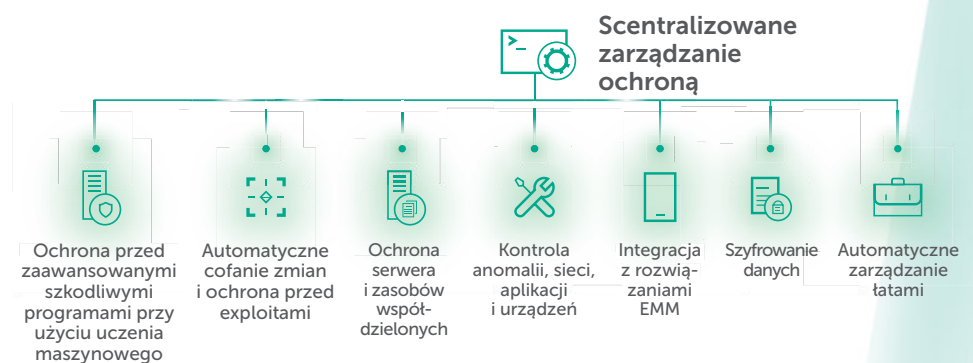 Scentralizowane
zarządzanie
ochroną
Ochrona przed
zaawansowanymi
szkodliwymi
programami przy
użyciu uczenia
maszynowego
Automatyczne
cofanie zmian
i ochrona przed
exploitami
Ochrona
serwera
i zasobów
współ-
dzielonych
Kontrola
anomalii, sieci,
aplikacji
i urządzeń
Integracja
z rozwią-
zaniami
EMM
Szyfrowanie
danych
Automatyczne
zarządzanie
łatami